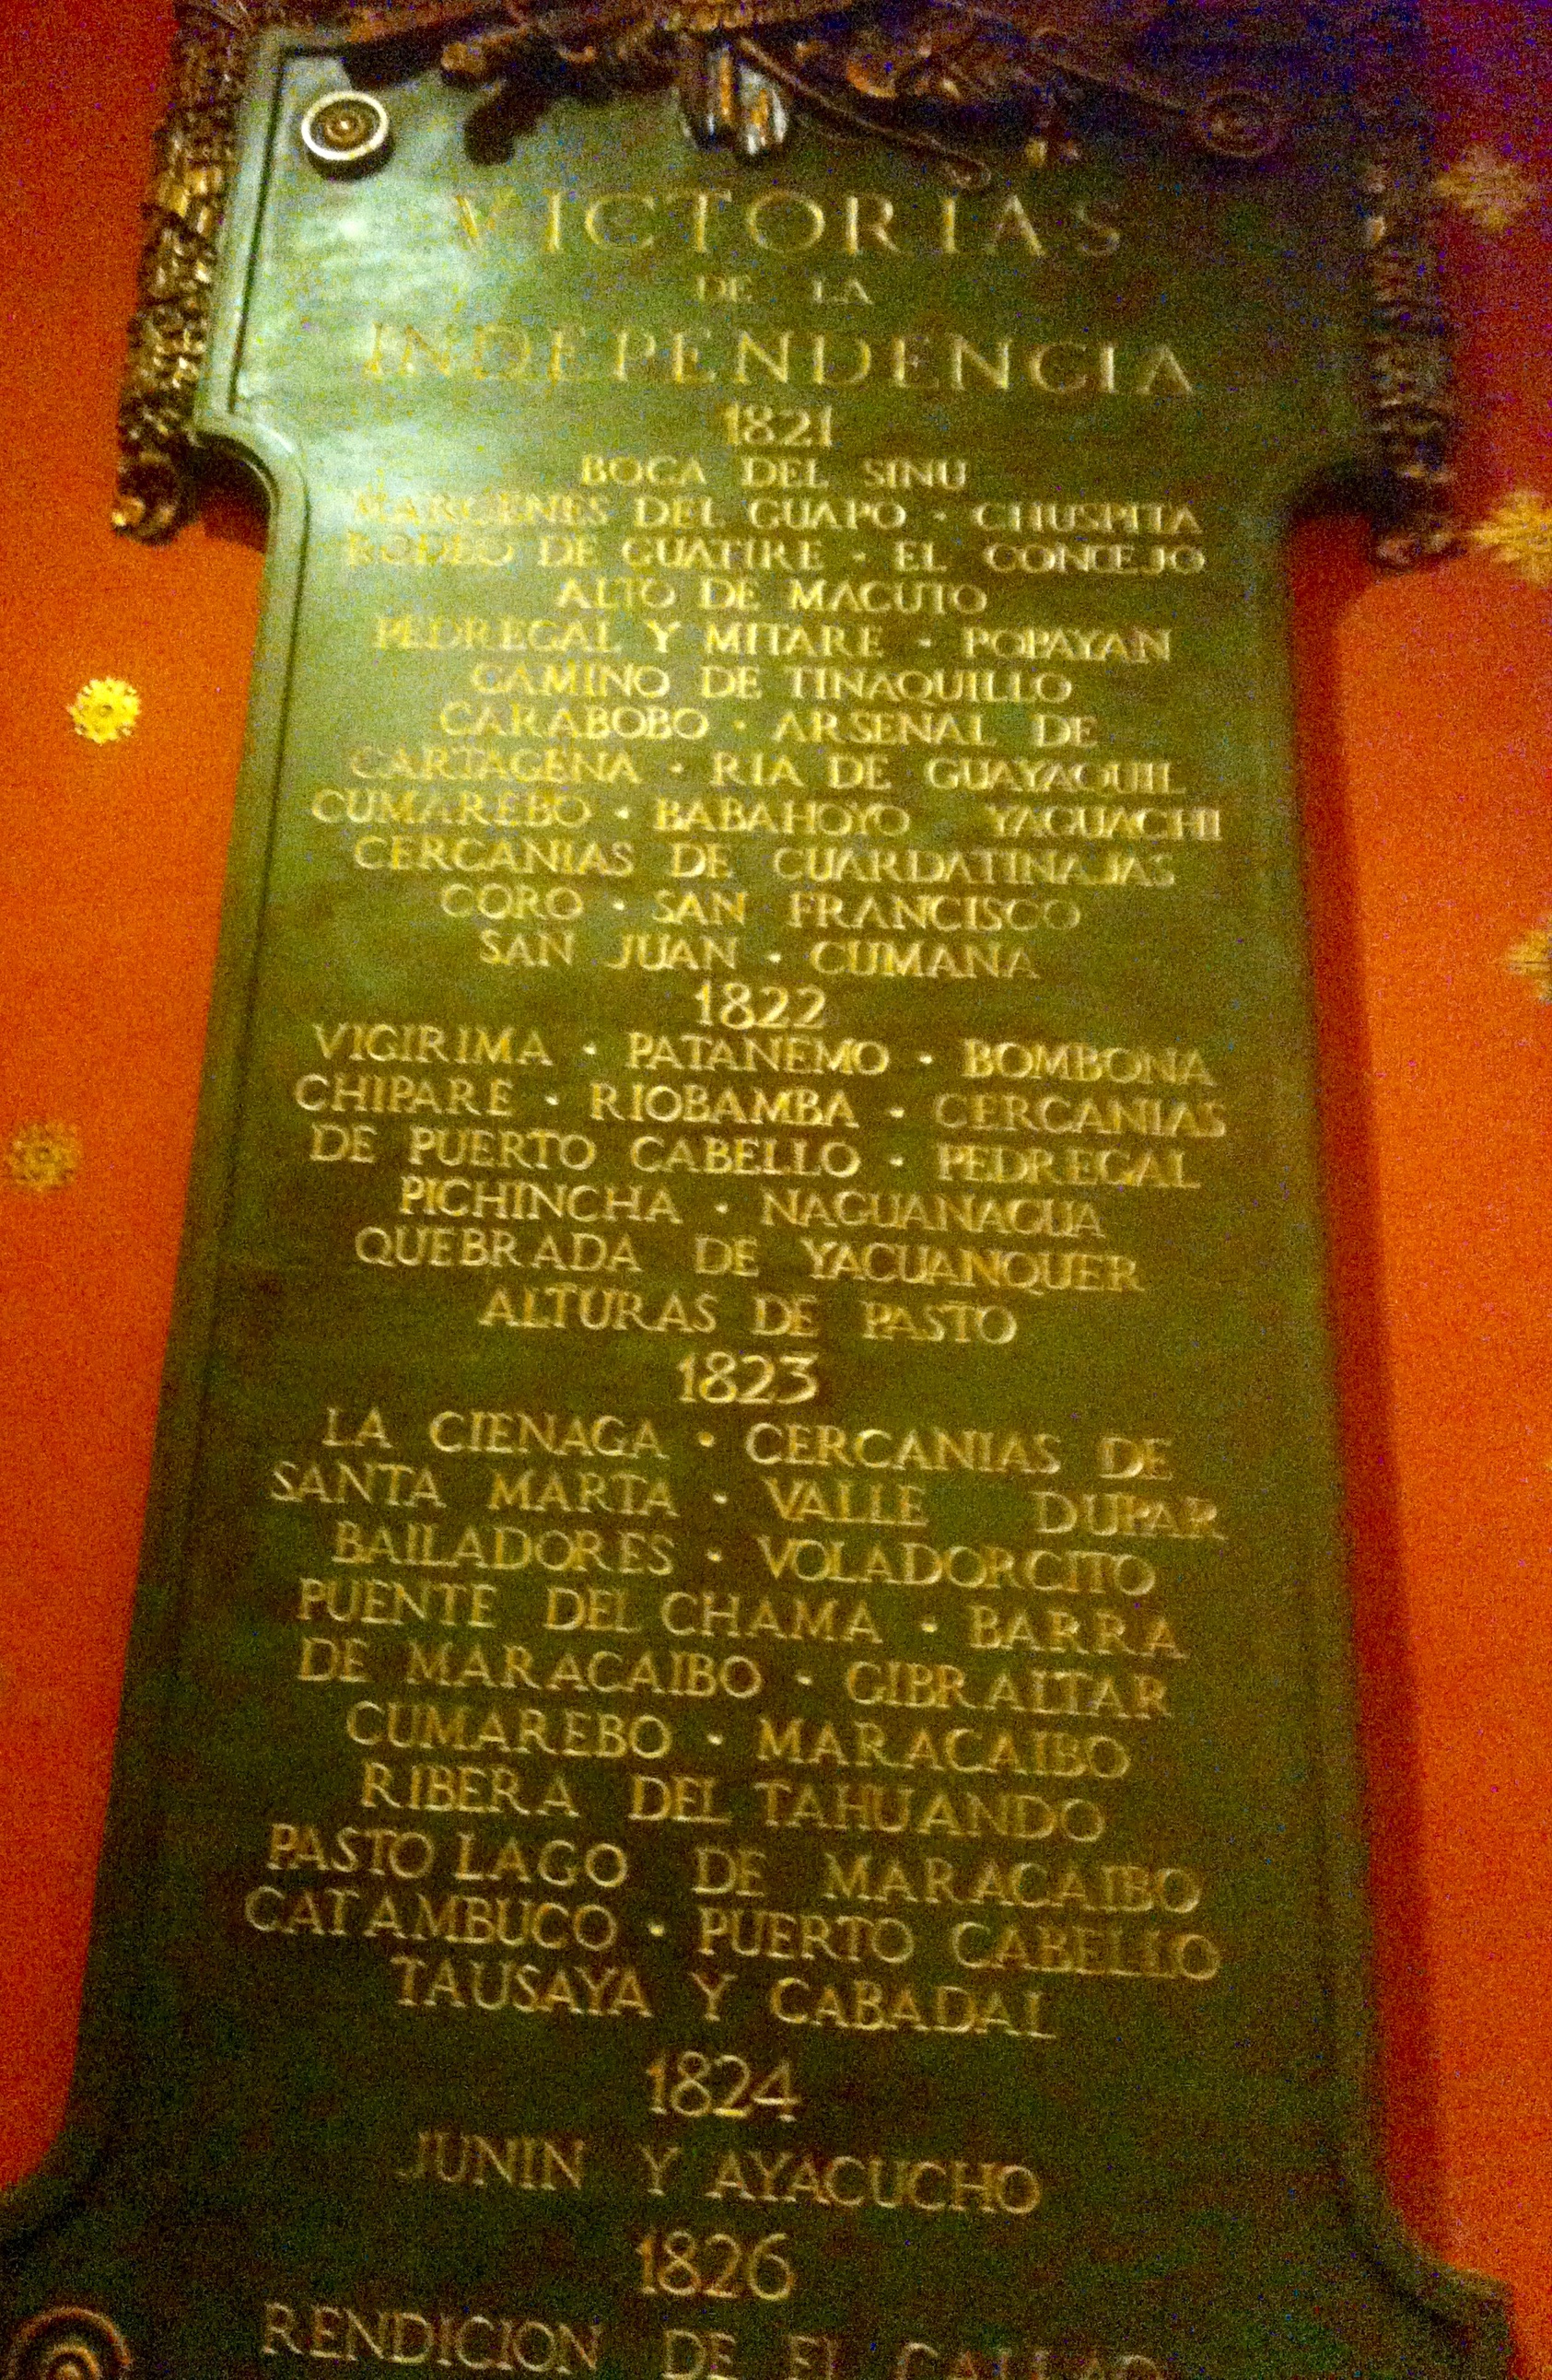 VICTORIAS
DE LA
INDEPENDENCIA
1821
BOCA DEL SINU
MARGENES DEL GUAPO - CHUSPITA
RODEO DE GUATIRE - EL CONCEJO
ALTO DE MACUTO
PEDREGAL Y MITARE - POPAYAN
CAMINO DE TINAQUILLO
CARABOBO · ARSENAL DE
CARTAGENA · RIA DE GUAYAQUIL
CUMAREBO · BABAHOYO YAGUACHI
CERCANIAS DE GUARDATINAJAS
CORO · SAN FRANCISCO
SAN JUAN · CUMANA
1822
VIGIRIMA · PATANEMO · BOMBONA
CHIPARE · RIOBAMBA · CERCANIAS
DE PUERTO CABELLO · PEDREGAL
PICHINCHA · NAGUANAGUA
QUEBRADA DE YACUANQUER
ALTURAS DE PASTO
1823
LA CIENAGA · CERCANIAS DE
SANTA MARTA · VALLE DUPAR
BAILADORES · VOLADORCITO
PUENTE DEL CHAMA · BARRA
DE MARACAIBO · GIBRALTAR
CUMAREBO · MARACAIBO
RIBERA DEL TAHUANDO
PASTO LAGO DE MARACAIBO
CATAMBUCO · PUERTO CABELLO
TAUSAYA Y CABADAL
1824
JUNIN Y AYACUCHO
1826
RENDICION DE EL CALLAO